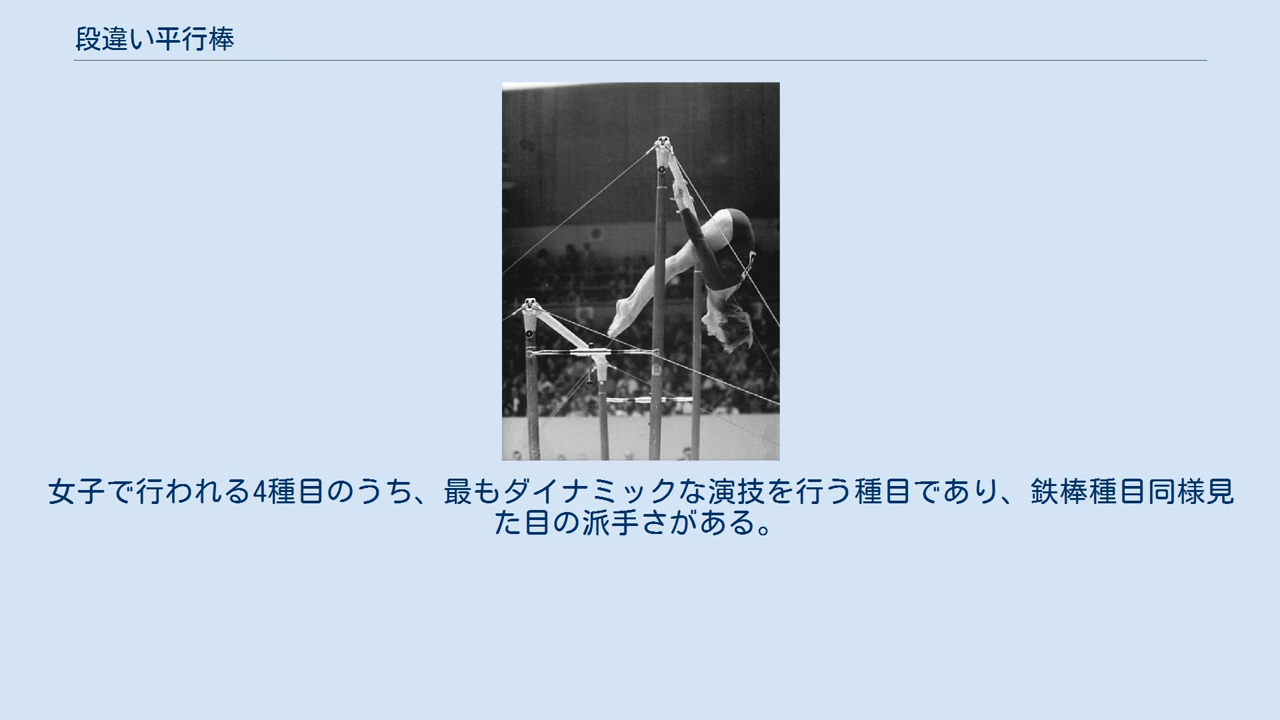 段違い平行棒
女子で行われる4種目のうち、最もダイナミックな演技を行う種目であり、鉄棒種目同様見
た目の派手さがある。